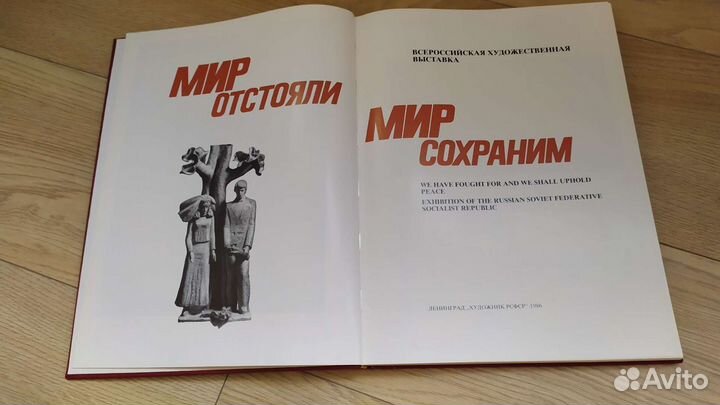 МИР
ОТСТОЯЛИ
ВСЕРОССИЙСКАЯ ХУДОЖЕСТВЕННАЯ
ВЫСТАВКА
МИР
СОХРАНИМ
WE HAVE FOUGHT FOR AND WE SHALL UPHOLD
PEACE
EXHIBITION OF THE RUSSIAN SOVIET FEDERATIVE
SOCIALIST REPUBLIC
ЛЕНИНГРАД „ХУДОЖНИК РСФСР" 1986
Avito